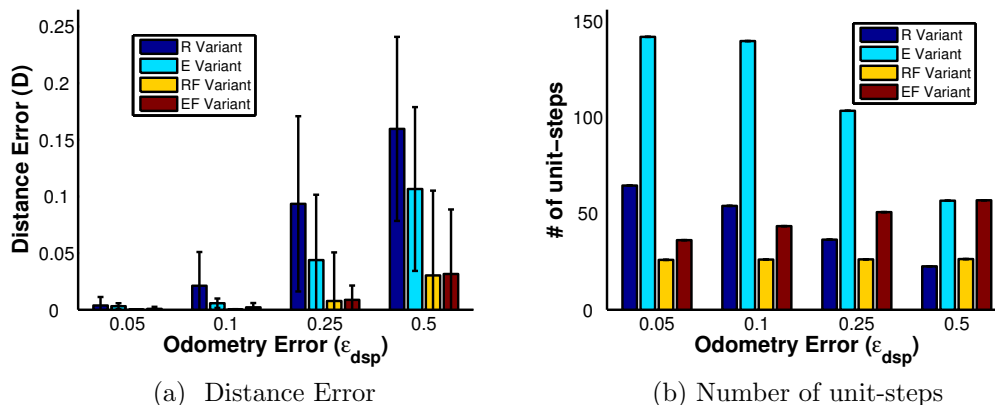 0.25
0.2
0.15
0.1
0.05
0
Distance Error (D)
R Variant
E Variant
RF Variant
EF Variant
0.05 0.1 0.25 0.5
Odometry Error (ε_dsp)
(a) Distance Error
150
100
50
0
# of unit-steps
R Variant
E Variant
RF Variant
EF Variant
0.05 0.1 0.25 0.5
Odometry Error (ε_dsp)
(b) Number of unit-steps